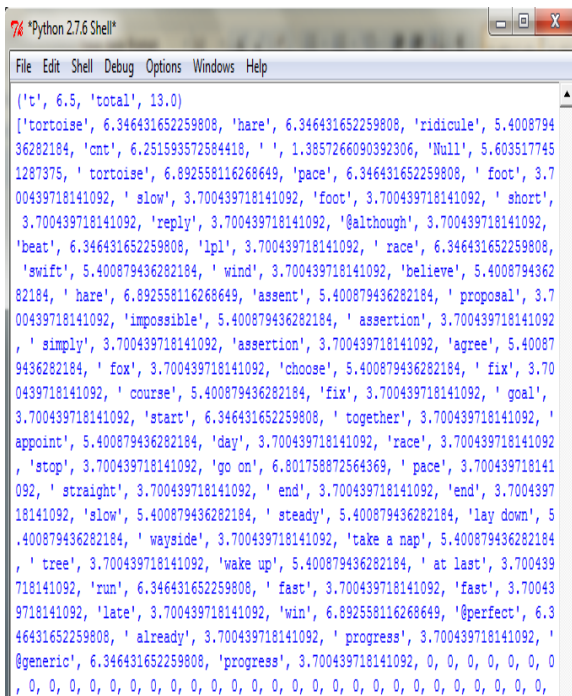 *Python 2.7.6 Shell*
File Edit Shell Debug Options Windows Help
('t', 6.5, 'total', 13.0)
['tortoise', 6.346431652259808, 'hare', 6.346431652259808, 'ridicule', 5.4008794
36282184, 'cnt', 6.251593572584418, ' ', 1.3857266090392306, 'Null', 5.603517745
1287375, ' tortoise', 6.892558116268649, 'pace', 6.346431652259808, ' foot', 3.7
00439718141092, ' slow', 3.700439718141092, 'foot', 3.700439718141092, ' short',
 3.700439718141092, 'reply', 3.700439718141092, '@although', 3.700439718141092,
'beat', 6.346431652259808, 'lpl', 3.700439718141092, ' race', 6.346431652259808,
 'swift', 5.400879436282184, ' wind', 3.700439718141092, 'believe', 5.4008794362
82184, ' hare', 6.892558116268649, 'assent', 5.400879436282184, ' proposal', 3.7
00439718141092, 'impossible', 5.400879436282184, ' assertion', 3.700439718141092
, ' simply', 3.700439718141092, 'assertion', 3.700439718141092, 'agree', 5.40087
9436282184, ' fox', 3.700439718141092, 'choose', 5.400879436282184, ' fix', 3.70
0439718141092, ' course', 5.400879436282184, 'fix', 3.700439718141092, ' goal',
3.700439718141092, 'start', 6.346431652259808, ' together', 3.700439718141092, '
appoint', 5.400879436282184, 'day', 3.700439718141092, 'race', 3.700439718141092
, 'stop', 3.700439718141092, 'go on', 6.801758872564369, ' pace', 3.700439718141
092, ' straight', 3.700439718141092, ' end', 3.700439718141092, 'end', 3.7004397
18141092, 'slow', 5.400879436282184, ' steady', 5.400879436282184, 'lay down', 5
.400879436282184, ' wayside', 3.700439718141092, 'take a nap', 5.400879436282184
, ' tree', 3.700439718141092, 'wake up', 5.400879436282184, ' at last', 3.700439
718141092, 'run', 6.346431652259808, ' fast', 3.700439718141092, 'fast', 3.70043
9718141092, 'late', 3.700439718141092, 'win', 6.892558116268649, '@perfect', 6.3
46431652259808, ' already', 3.700439718141092, ' progress', 3.700439718141092, '
@generic', 6.346431652259808, 'progress', 3.700439718141092, 0, 0, 0, 0, 0, 0, 0
, 0, 0, 0, 0, 0, 0, 0, 0, 0, 0, 0, 0, 0, 0, 0, 0, 0, 0, 0, 0,